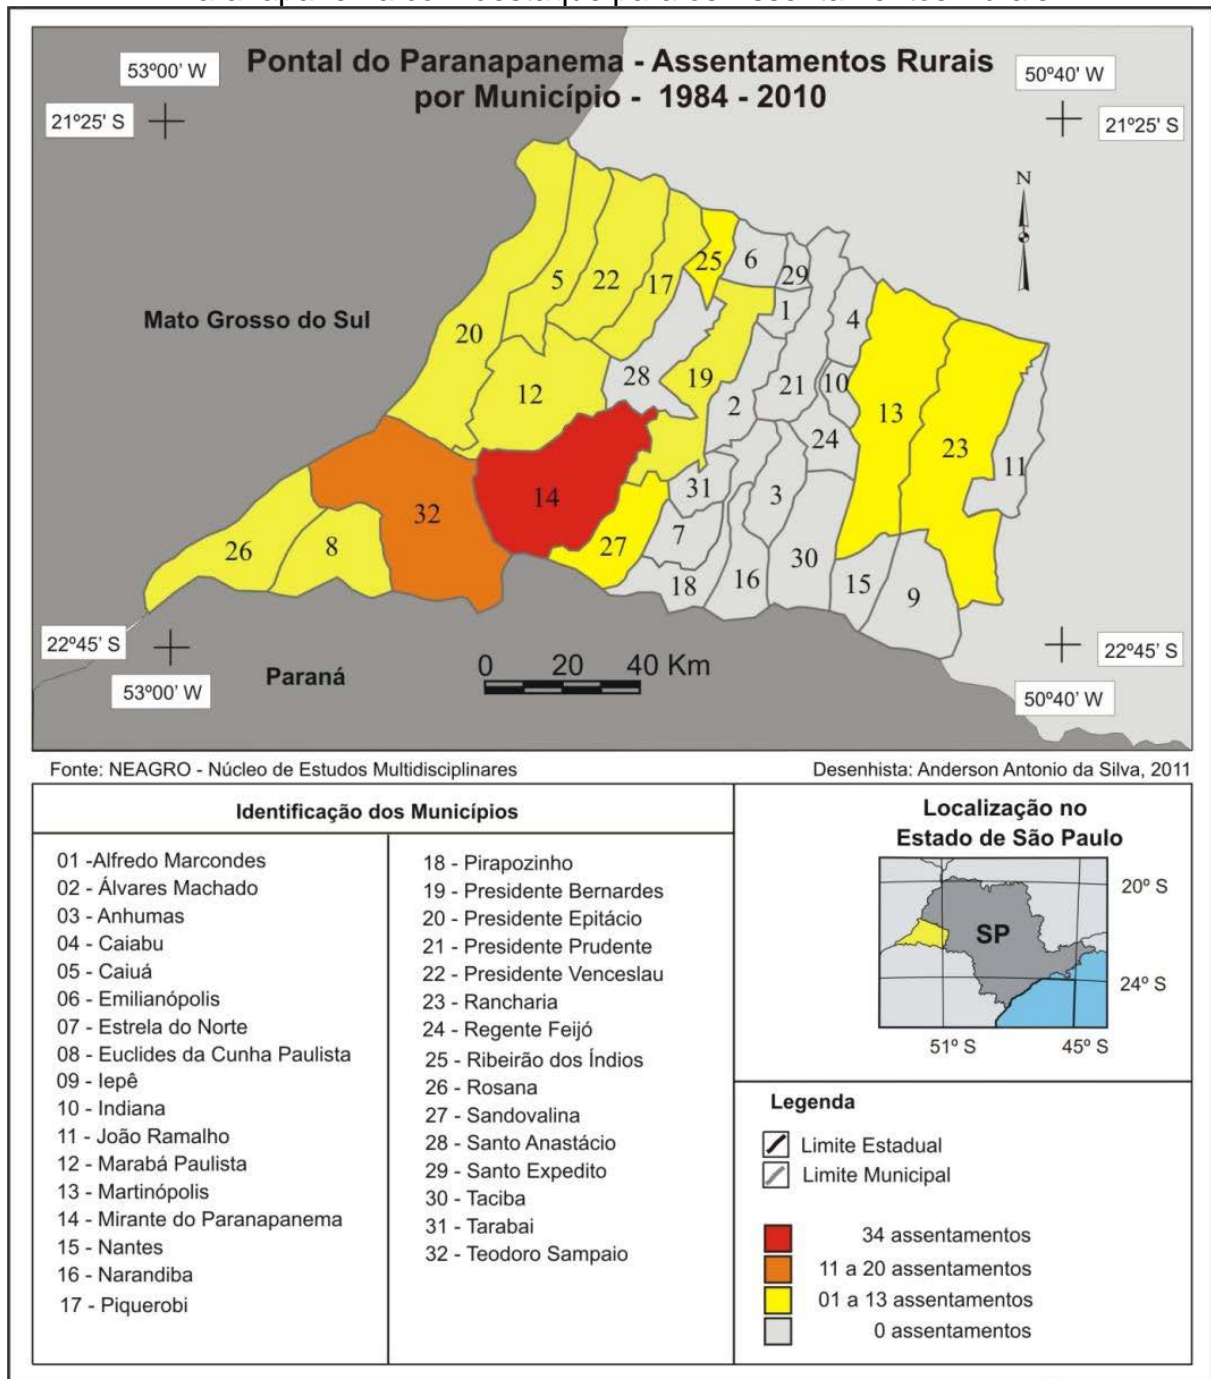 Pontal do Paranapanema - Assentamentos Rurais
por Município - 1984 - 2010
53º00' W
50º40' W
21º25' S
21º25' S
N
Mato Grosso do Sul
20
5
22
17
25
6
29
1
4
12
28
19
2
21
10
13
24
23
11
32
14
31
3
26
8
27
7
18
16
30
15
9
22º45' S
22º45' S
53º00' W
Paraná
0 20 40 Km
50º40' W
Fonte: NEAGRO - Núcleo de Estudos Multidisciplinares
Desenhista: Anderson Antonio da Silva, 2011
Identificação dos Municípios
01 -Alfredo Marcondes
02 - Álvares Machado
03 - Anhumas
04 - Caiabu
05 - Caiuá
06 - Emilianópolis
07 - Estrela do Norte
08 - Euclides da Cunha Paulista
09 - Iepê
10 - Indiana
11 - João Ramalho
12 - Marabá Paulista
13 - Martinópolis
14 - Mirante do Paranapanema
15 - Nantes
16 - Narandiba
17 - Piquerobi
18 - Pirapozinho
19 - Presidente Bernardes
20 - Presidente Epitácio
21 - Presidente Prudente
22 - Presidente Venceslau
23 - Rancharia
24 - Regente Feijó
25 - Ribeirão dos Índios
26 - Rosana
27 - Sandovalina
28 - Santo Anastácio
29 - Santo Expedito
30 - Taciba
31 - Tarabai
32 - Teodoro Sampaio
Localização no
Estado de São Paulo
20º S
SP
24º S
51º S
45º S
Legenda
Limite Estadual
Limite Municipal
34 assentamentos
11 a 20 assentamentos
01 a 13 assentamentos
0 assentamentos